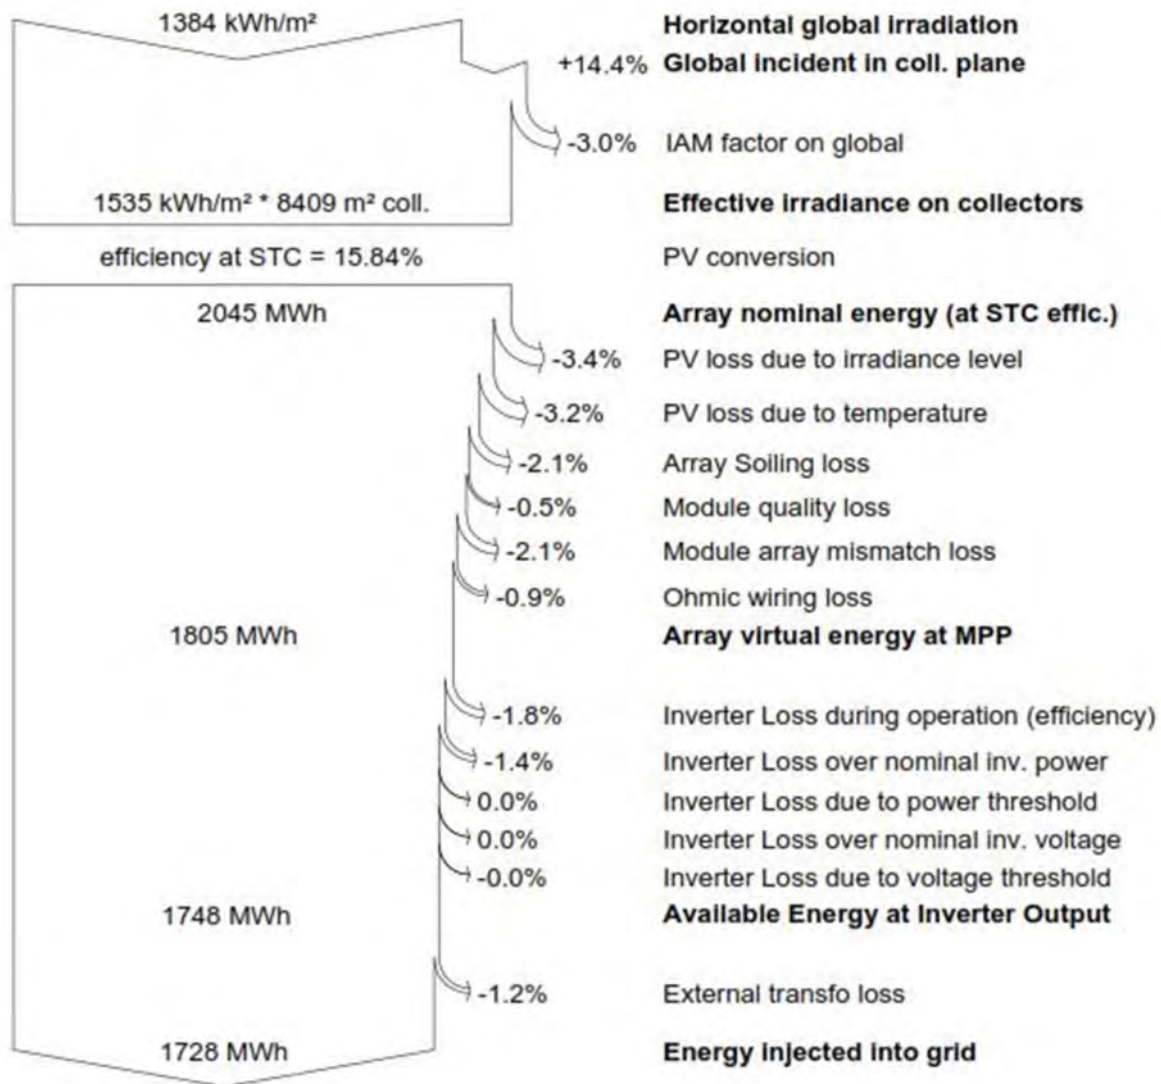 1384 kWh/m² Horizontal global irradiation
+14.4% Global incident in coll. plane
-3.0% IAM factor on global
1535 kWh/m² * 8409 m² coll. Effective irradiance on collectors
efficiency at STC = 15.84% PV conversion
2045 MWh Array nominal energy (at STC effic.)
-3.4% PV loss due to irradiance level
-3.2% PV loss due to temperature
-2.1% Array Soiling loss
-0.5% Module quality loss
-2.1% Module array mismatch loss
-0.9% Ohmic wiring loss
1805 MWh Array virtual energy at MPP
-1.8% Inverter Loss during operation (efficiency)
-1.4% Inverter Loss over nominal inv. power
0.0% Inverter Loss due to power threshold
0.0% Inverter Loss over nominal inv. voltage
-0.0% Inverter Loss due to voltage threshold
1748 MWh Available Energy at Inverter Output
-1.2% External transfo loss
1728 MWh Energy injected into grid